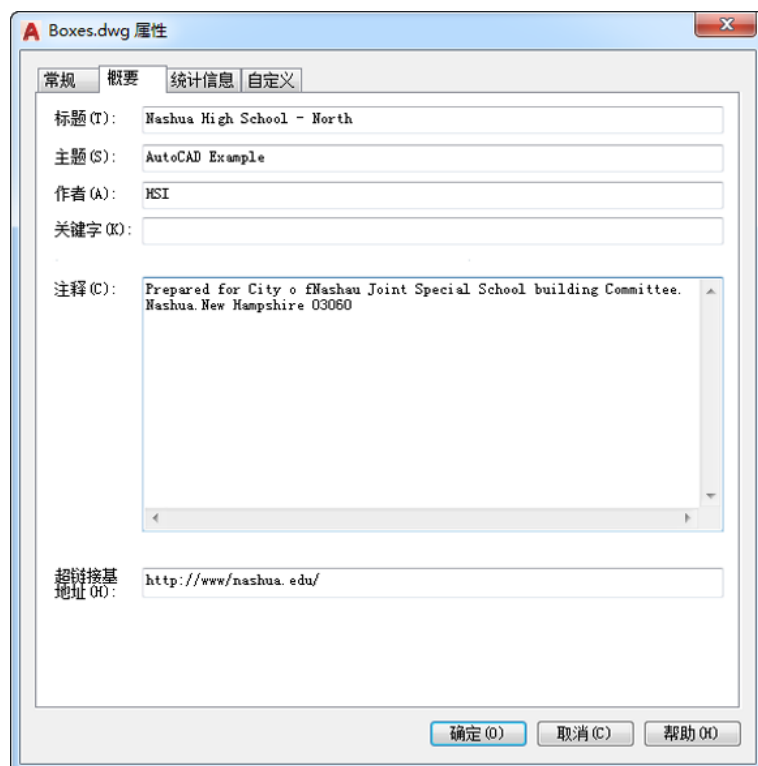 Boxes.dwg 属性
常规 概要 统计信息 自定义
标题(T): Nashua High School - North
主题(S): AutoCAD Example
作者(A): HSI
关键字(K):
注释(C): Prepared for City o fNashau Joint Special School building Committee.
Nashua.New Hampshire 03060
超链接基
地址(H): http://www/nashua.edu/
确定(O) 取消(C) 帮助(H)